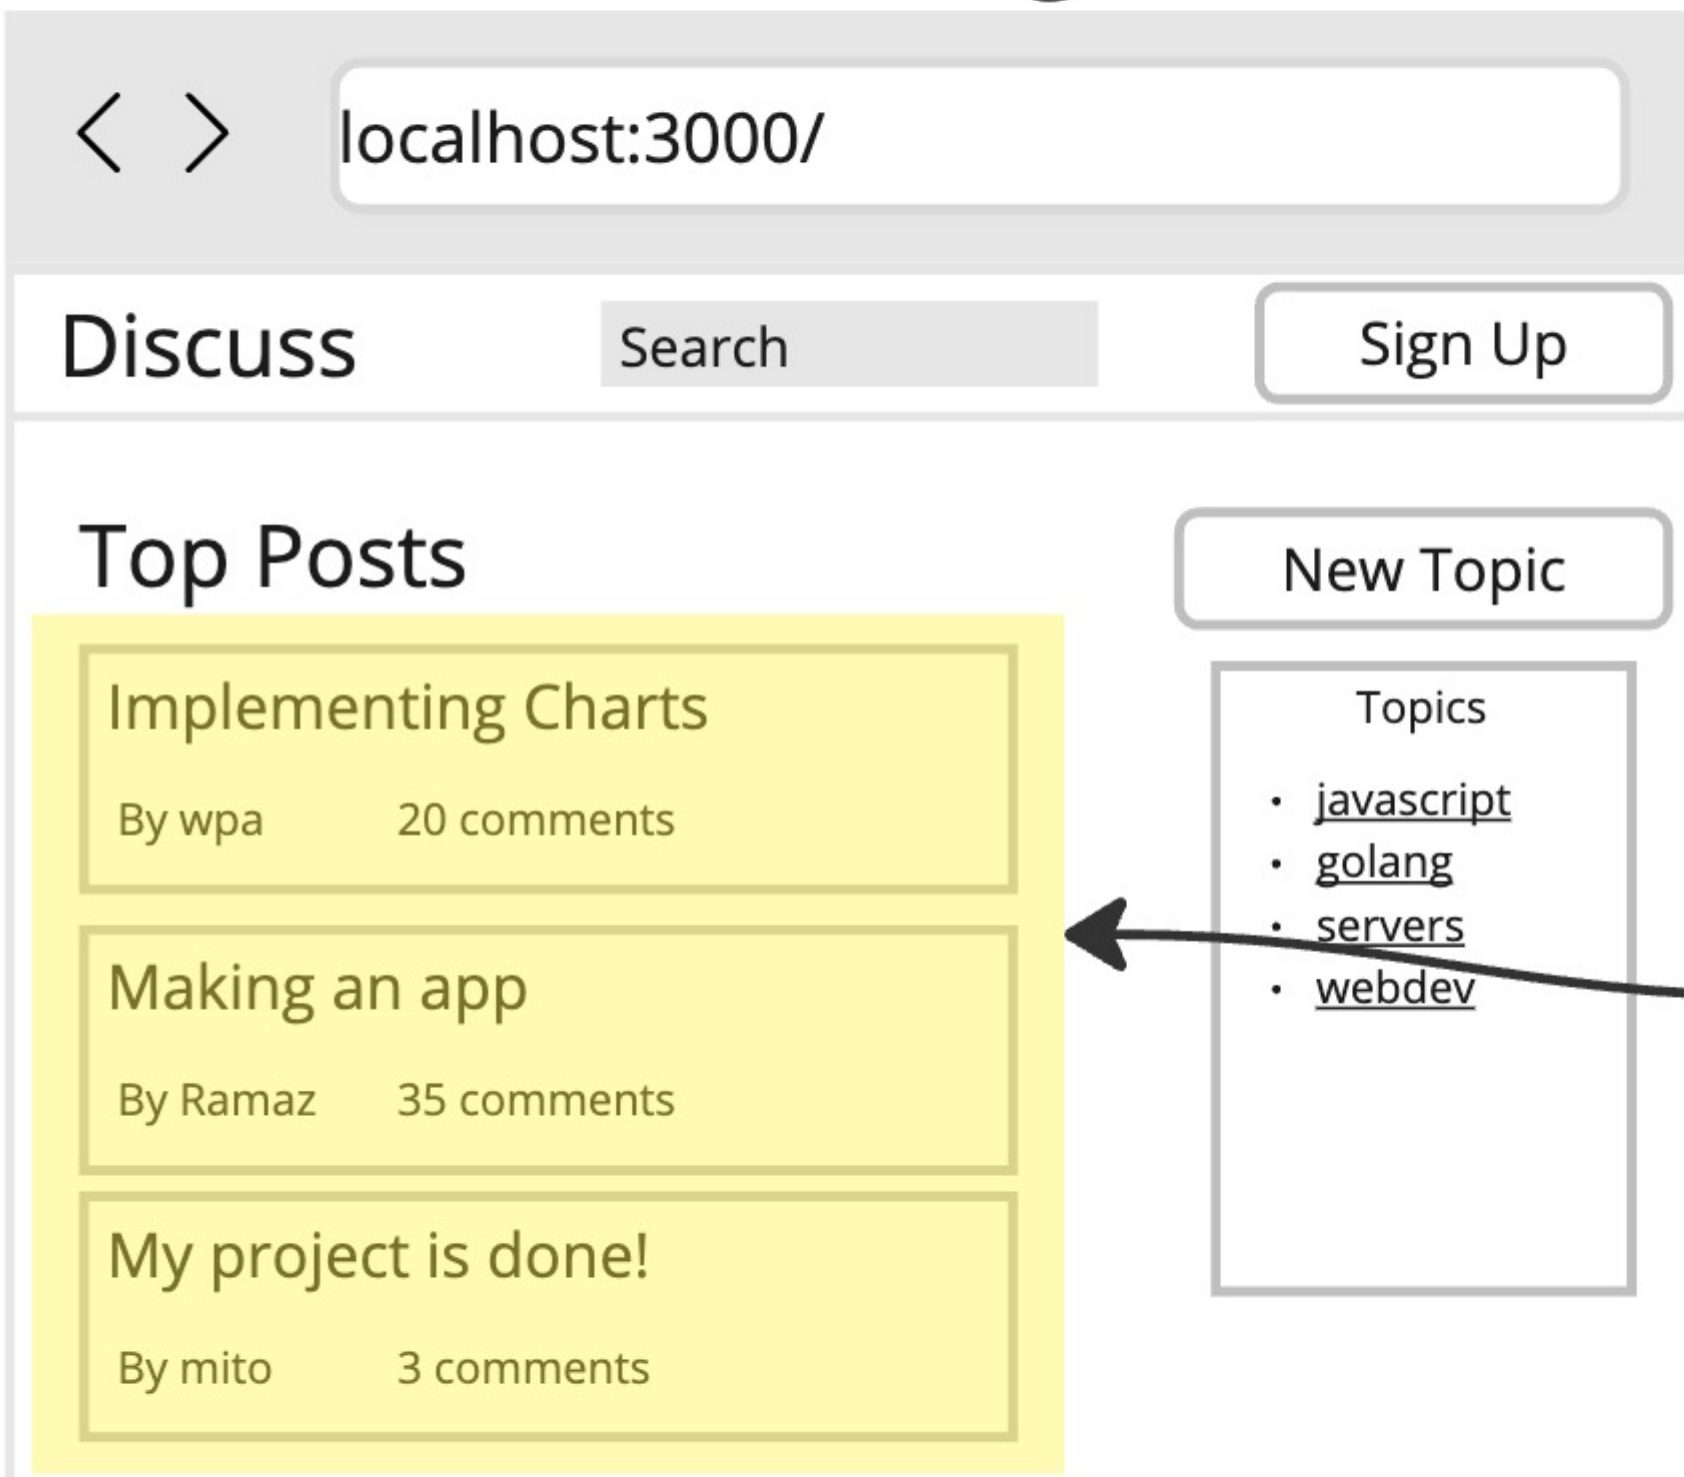 localhost:3000/
Discuss
Search
Sign Up
Top Posts
New Topic
Implementing Charts
By wpa 20 comments
Making an app
By Ramaz 35 comments
My project is done!
By mito 3 comments
Topics
• javascript
• golang
• servers
• webdev